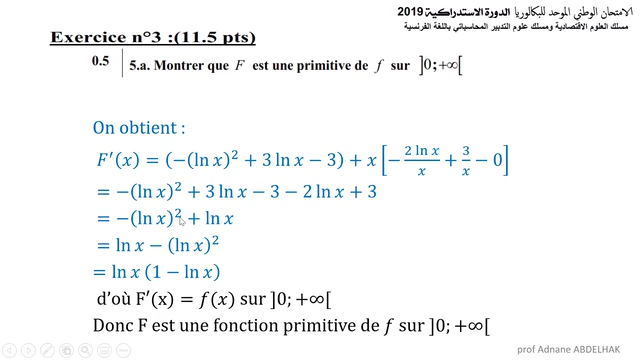 الامتحان الوطني الموحد للبكالوريا الدورة الاستدراكية 2019
مسلك العلوم الاقتصادية ومسلك علوم التدبير المحاسباتي باللغة الفرنسية
Exercice n°3 :(11.5 pts)
0.5 5.a. Montrer que F est une primitive de f sur ]0;+∞[
On obtient :
F′(x) = (−(ln x)² + 3 ln x − 3) + x [− 2 ln x / x + 3/x − 0]
= −(ln x)² + 3 ln x − 3 − 2 ln x + 3
= −(ln x)² + ln x
= ln x − (ln x)²
= ln x (1 − ln x)
d’où F′(x) = f(x) sur ]0; +∞[
Donc F est une fonction primitive de f sur ]0; +∞[
prof Adnane ABDELHAK